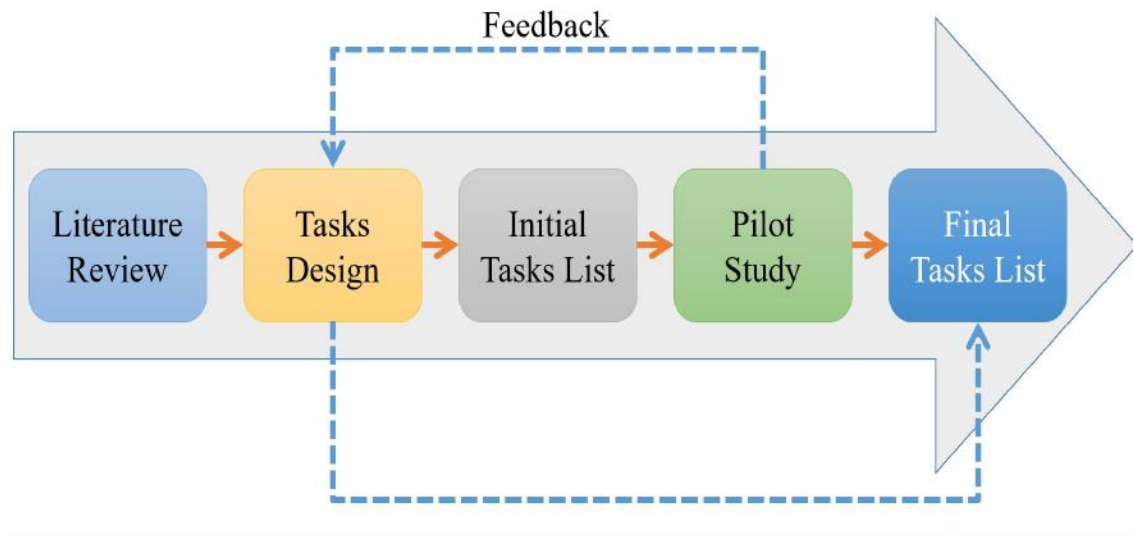 Feedback
Literature
Review
Tasks
Design
Initial
Tasks List
Pilot
Study
Final
Tasks List